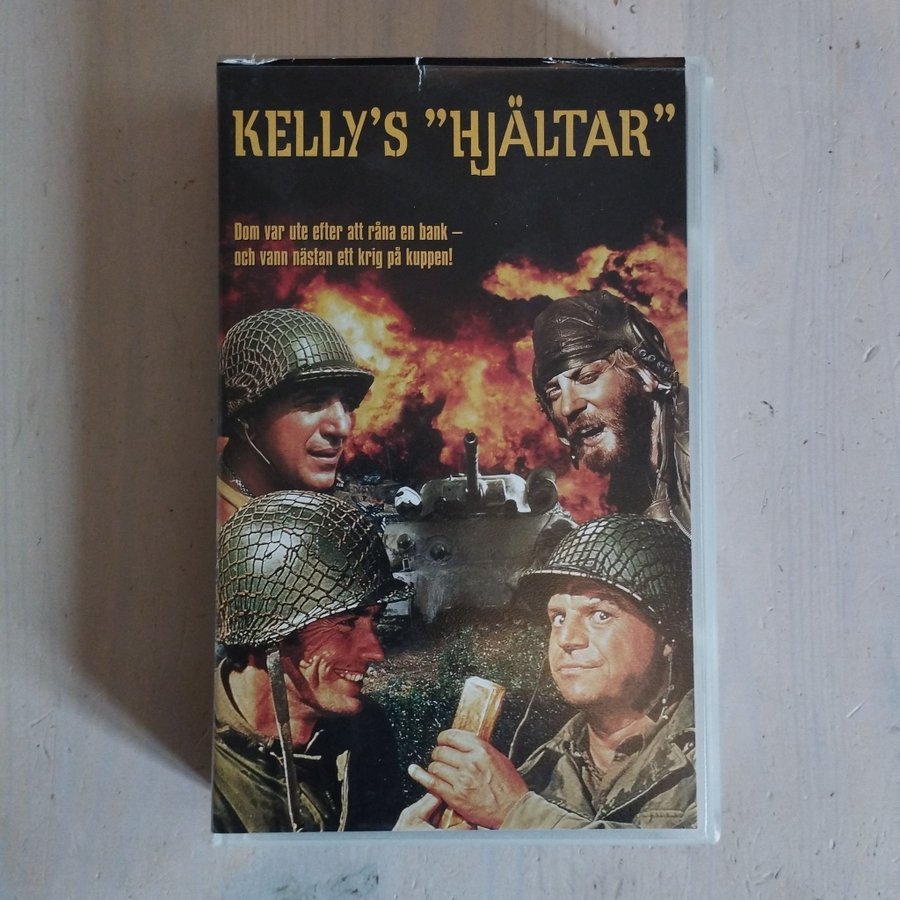 KELLY'S ”HJÄLTAR”
Dom var ute efter att råna en bank –
och vann nästan ett krig på kuppen!